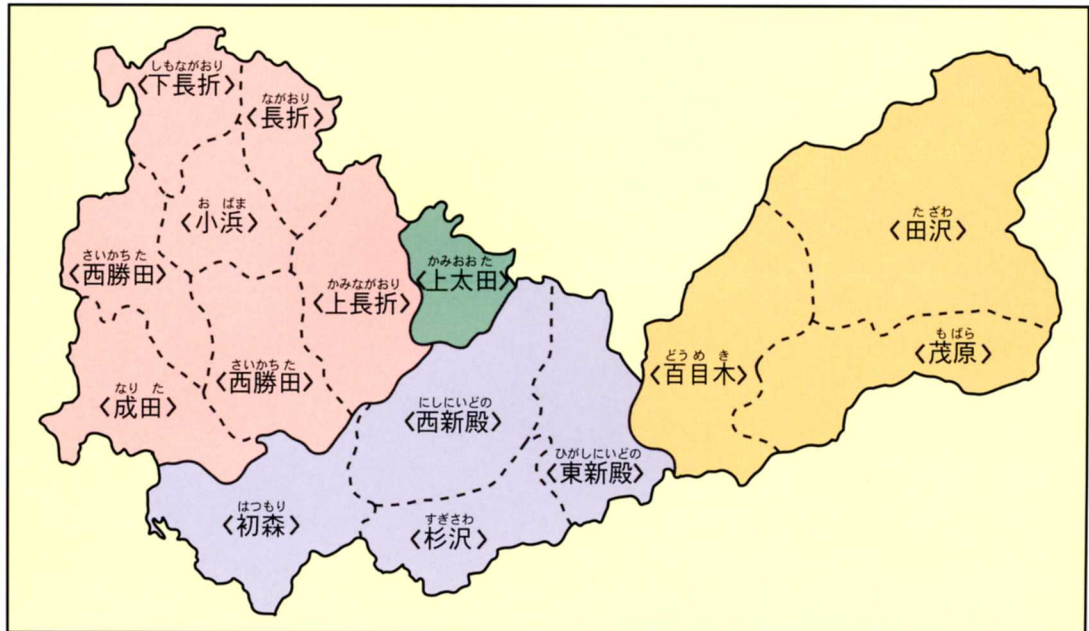 しもながおり
〈下長折〉
ながおり
〈長折〉
お ばま
〈小浜〉
さいかち た
〈西勝田〉
かみながおり
〈上長折〉
かみおお た
〈上太田〉
た ざわ
〈田沢〉
なり た
〈成田〉
さいかち た
〈西勝田〉
にしにいどの
〈西新殿〉
どう め き
〈百目木〉
も ばら
〈茂原〉
ひがしにいどの
〈東新殿〉
はつもり
〈初森〉
すぎさわ
〈杉沢〉